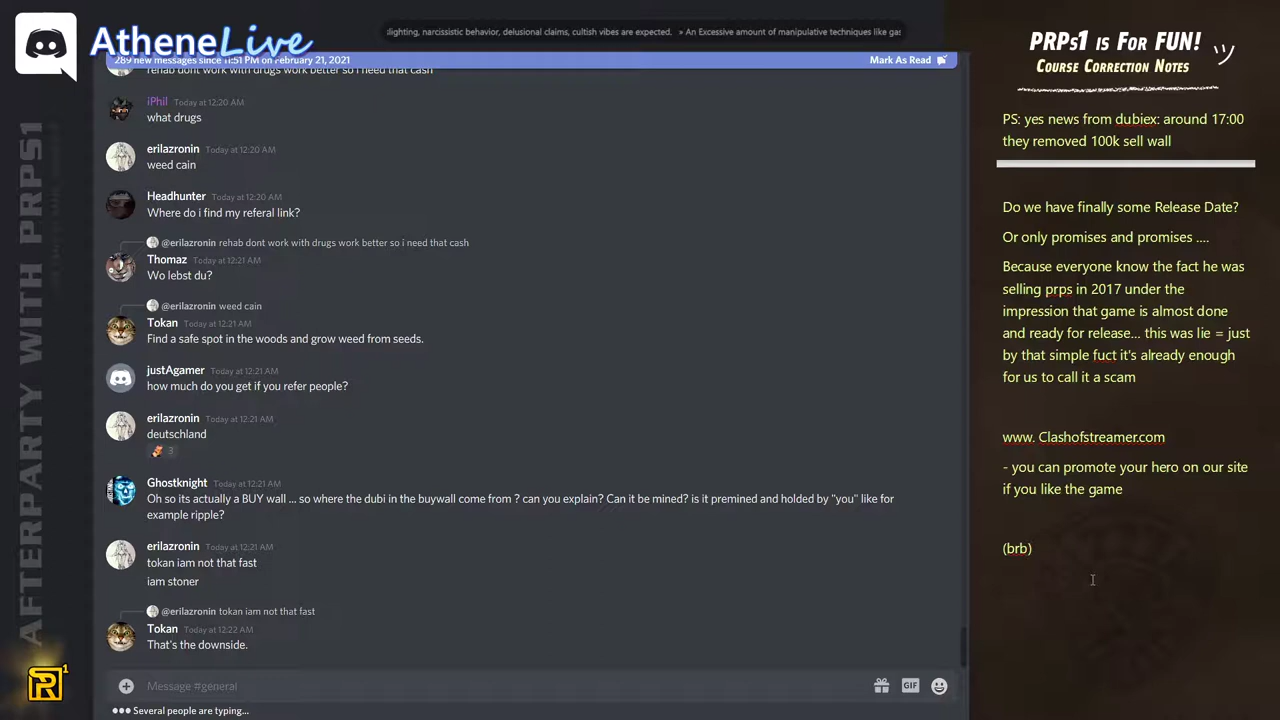 AtheneLive
slighting, narcissistic behavior, delusional claims, cultish vibes are expected. » An Excessive amount of manipulative techniques like gas
289 new messages since 11:51 PM on February 21, 2021
Mark As Read
rehab dont work with drugs work better so i need that cash
iPhil Today at 12:20 AM
what drugs
erilazronin Today at 12:20 AM
weed cain
Headhunter Today at 12:20 AM
Where do i find my referal link?
@erilazronin rehab dont work with drugs work better so i need that cash
Thomaz Today at 12:21 AM
Wo lebst du?
@erilazronin weed cain
Tokan Today at 12:21 AM
Find a safe spot in the woods and grow weed from seeds.
justAgamer Today at 12:21 AM
how much do you get if you refer people?
erilazronin Today at 12:21 AM
deutschland
3
Ghostknight Today at 12:21 AM
Oh so its actually a BUY wall ... so where the dubi in the buywall come from ? can you explain? Can it be mined? is it premined and holded by "you" like for
example ripple?
erilazronin Today at 12:21 AM
tokan iam not that fast
iam stoner
@erilazronin tokan iam not that fast
Tokan Today at 12:22 AM
That's the downside.
Message #general
GIF
Several people are typing...
AFTERPARTY WITH PRPS1
R1
PRPs1 is For FUN!
Course Correction Notes
ツ
PS: yes news from dubiex: around 17:00
they removed 100k sell wall
Do we have finally some Release Date?
Or only promises and promises ....
Because everyone know the fact he was
selling prps in 2017 under the
impression that game is almost done
and ready for release... this was lie = just
by that simple fuct it's already enough
for us to call it a scam
www. Clashofstreamer.com
- you can promote your hero on our site
if you like the game
(brb)